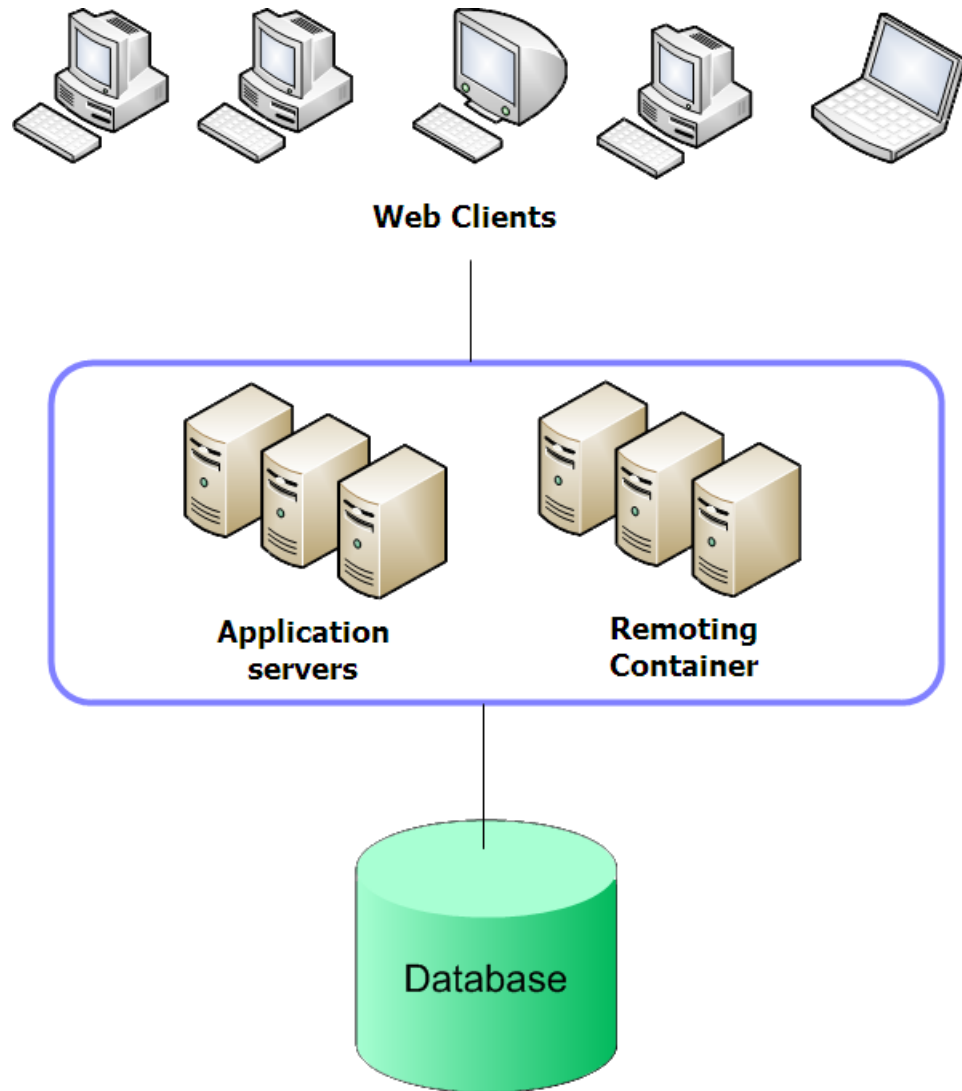 Web Clients
Application
servers
Remoting
Container
Database